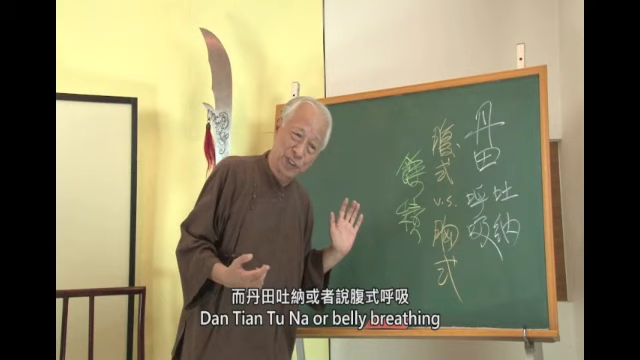 丹田
吐納
呼吸
腹式 v.s. 胸式
而丹田吐納或者說腹式呼吸
Dan Tian Tu Na or belly breathing